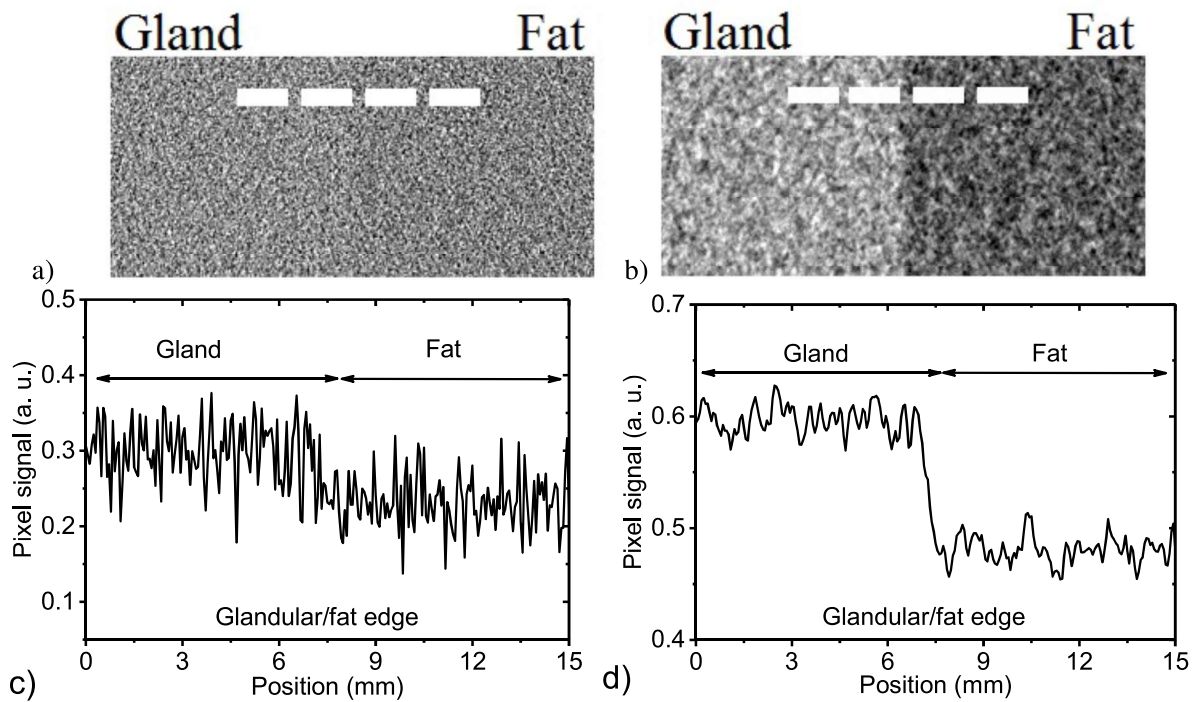 Gland Fat
Gland Fat
a)
b)
0.5
0.4
0.3
0.2
0.1
Pixel signal (a. u.)
Gland
Fat
Glandular/fat edge
0 3 6 9 12 15
Position (mm)
c)
0.7
0.6
0.5
0.4
Pixel signal (a. u.)
Gland
Fat
Glandular/fat edge
0 3 6 9 12 15
Position (mm)
d)